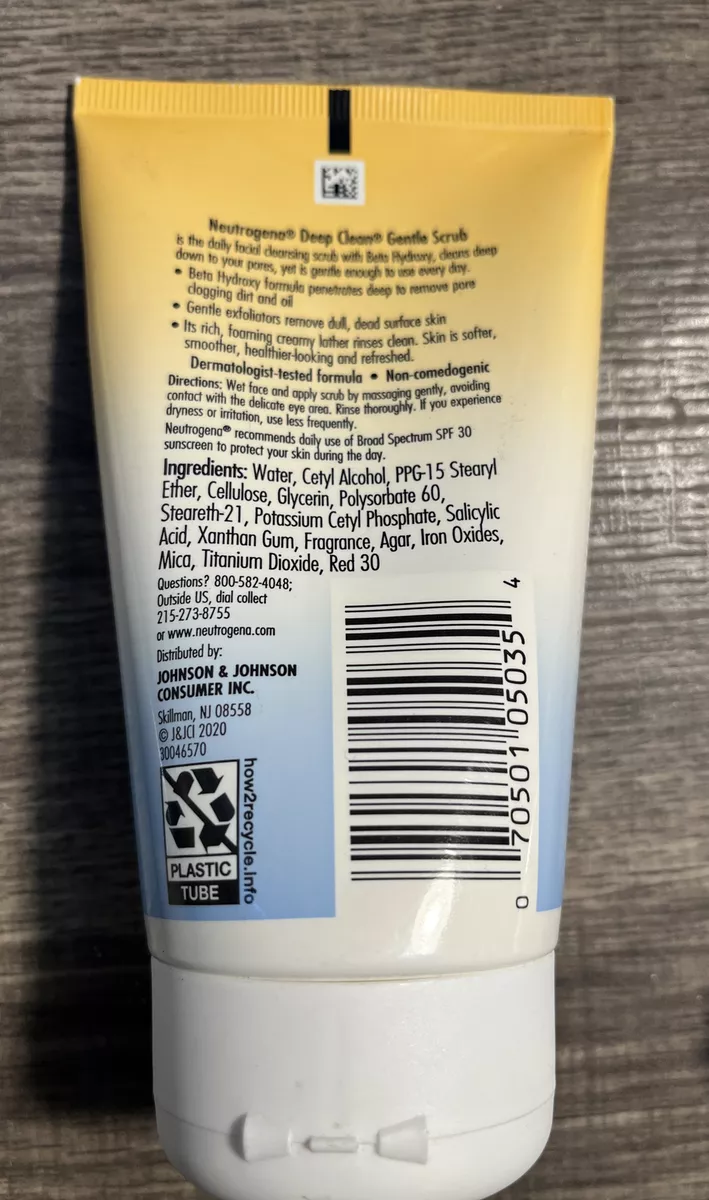 Neutrogena® Deep Clean® Gentle Scrub
is the daily facial cleansing scrub with Beta Hydroxy, cleans deep
down to your pores, yet is gentle enough to use every day.
• Beta Hydroxy formula penetrates deep to remove pore
clogging dirt and oil
• Gentle exfoliators remove dull, dead surface skin
• Its rich, foaming creamy lather rinses clean. Skin is softer,
smoother, healthier-looking and refreshed.
Dermatologist-tested formula • Non-comedogenic
Directions: Wet face and apply scrub by massaging gently, avoiding
contact with the delicate eye area. Rinse thoroughly. If you experience
dryness or irritation, use less frequently.
Neutrogena® recommends daily use of Broad Spectrum SPF 30
sunscreen to protect your skin during the day.
Ingredients: Water, Cetyl Alcohol, PPG-15 Stearyl
Ether, Cellulose, Glycerin, Polysorbate 60,
Steareth-21, Potassium Cetyl Phosphate, Salicylic
Acid, Xanthan Gum, Fragrance, Agar, Iron Oxides,
Mica, Titanium Dioxide, Red 30
Questions? 800-582-4048;
Outside US, dial collect
215-273-8755
or www.neutrogena.com
Distributed by:
JOHNSON & JOHNSON
CONSUMER INC.
Skillman, NJ 08558
© J&JCI 2020
30046570
PLASTIC
TUBE
how2recycle.info
0 70501 05035 4